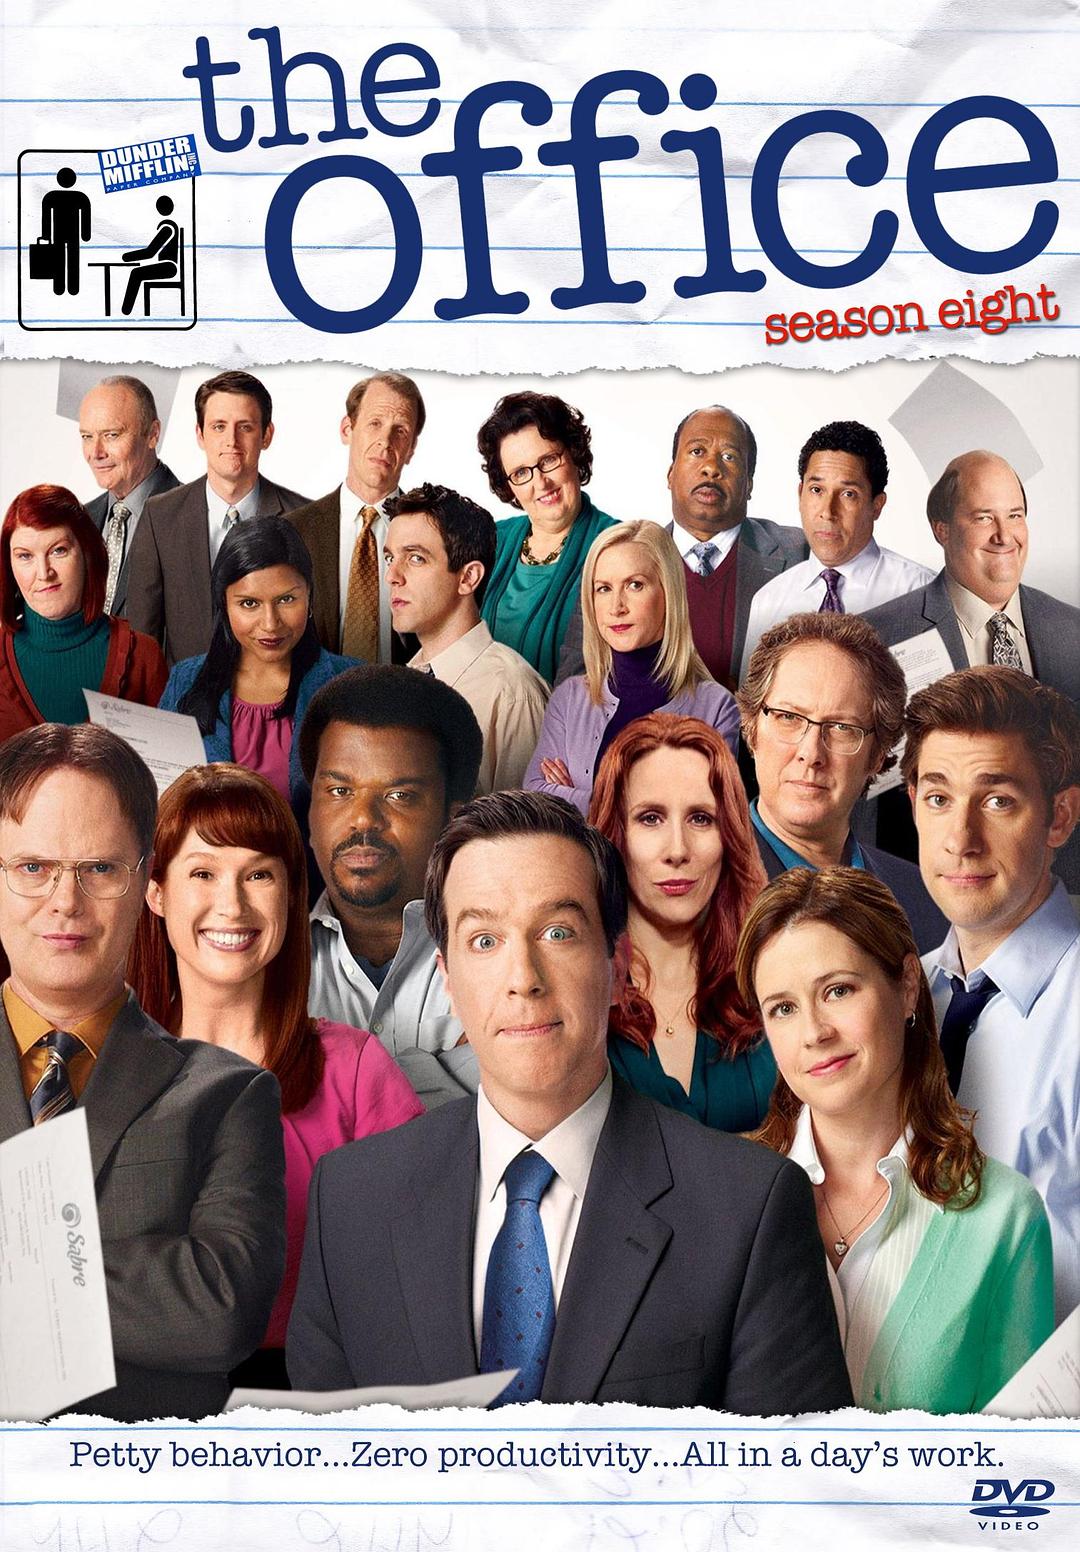 the
office
DUNDER
MIFFLIN, INC
PAPER COMPANY
season eight
Sabre
Sabre
Petty behavior...Zero productivity...All in a day's work.
DVD
VIDEO